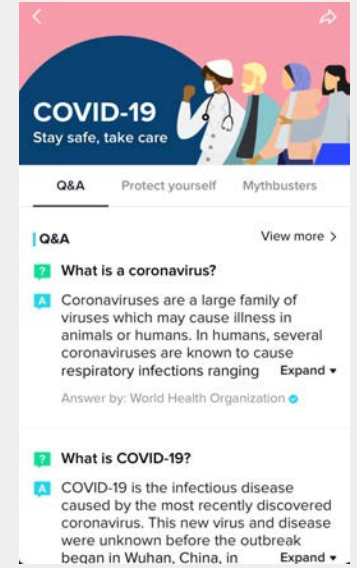 COVID-19
Stay safe, take care
Q&A Protect yourself Mythbusters
Q&A View more >
? What is a coronavirus?
A Coronaviruses are a large family of
viruses which may cause illness in
animals or humans. In humans, several
coronaviruses are known to cause
respiratory infections ranging Expand ▾
Answer by: World Health Organization
? What is COVID-19?
A COVID-19 is the infectious disease
caused by the most recently discovered
coronavirus. This new virus and disease
were unknown before the outbreak
began in Wuhan, China, in Expand ▾